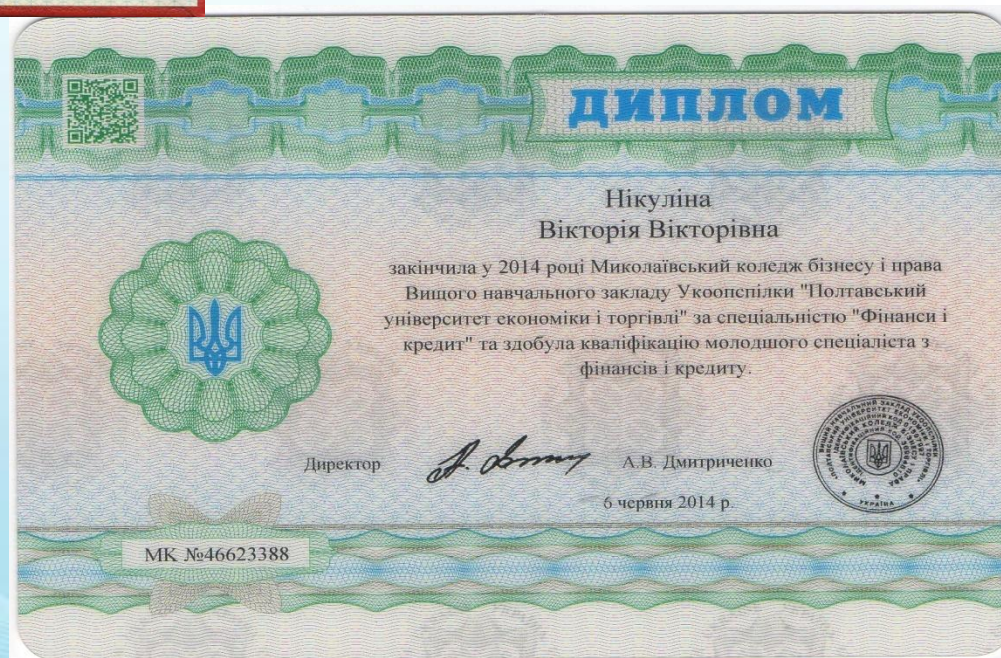 ДИПЛОМ
Нікуліна
Вікторія Вікторівна
закінчила у 2014 році Миколаївський коледж бізнесу і права
Вищого навчального закладу Укоопспілки "Полтавський
університет економіки і торгівлі" за спеціальністю "Фінанси і
кредит" та здобула кваліфікацію молодшого спеціаліста з
фінансів і кредиту.
Директор А.В. Дмитриченко
6 червня 2014 р.
МК №46623388
УКРАЇНА